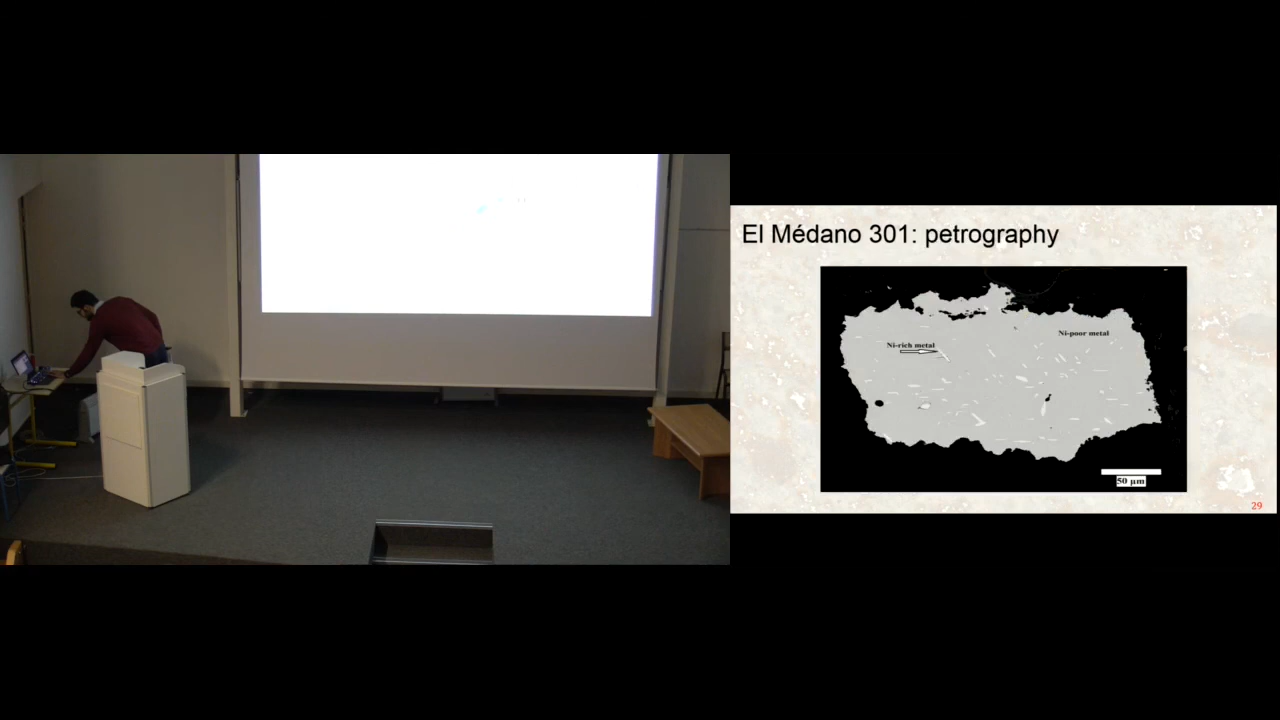 El Médano 301: petrography
Ni-poor metal
Ni-rich metal
50 µm
29